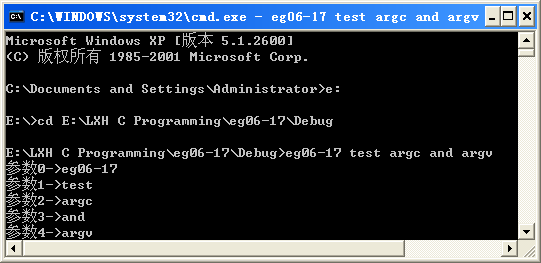 C:\WINDOWS\system32\cmd.exe - eg06-17 test argc and argv
Microsoft Windows XP [版本 5.1.2600]
(C) 版权所有 1985-2001 Microsoft Corp.
C:\Documents and Settings\Administrator>e:
E:\>cd E:\LXH C Programming\eg06-17\Debug
E:\LXH C Programming\eg06-17\Debug>eg06-17 test argc and argv
参数0->eg06-17
参数1->test
参数2->argc
参数3->and
参数4->argv